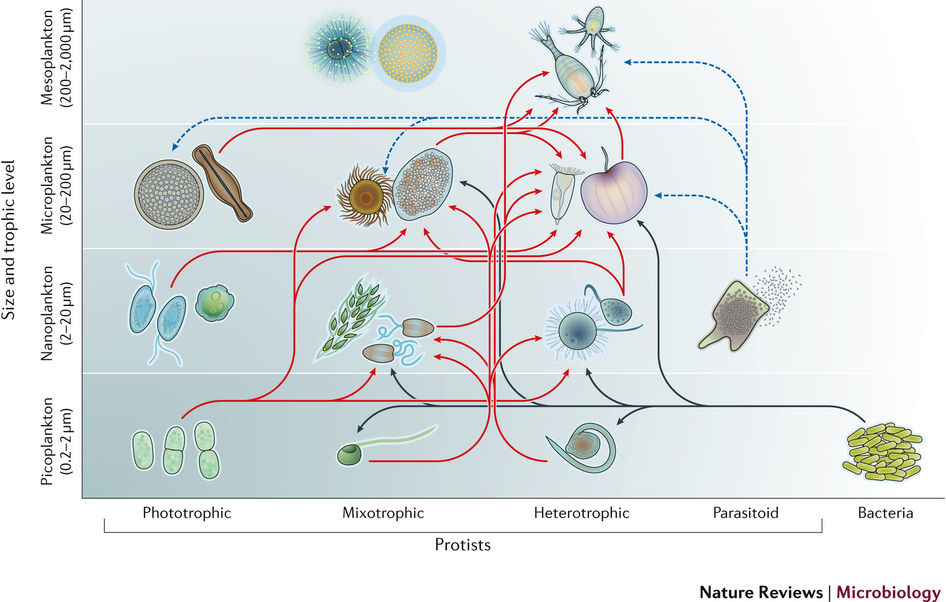 Size and trophic level
Mesoplankton
(200–2,000 µm)
Microplankton
(20–200 µm)
Nanoplankton
(2–20 µm)
Picoplankton
(0.2–2 µm)
Phototrophic
Mixotrophic
Heterotrophic
Parasitoid
Bacteria
Protists
Nature Reviews | Microbiology